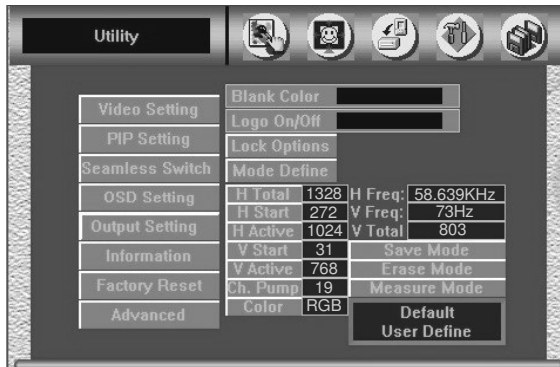 Utility
Video Setting
PIP Setting
Seamless Switch
OSD Setting
Output Setting
Information
Factory Reset
Advanced
Blank Color
Logo On/Off
Lock Options
Mode Define
H Total 1328 H Freq: 58.639KHz
H Start 272 V Freq: 73Hz
H Active 1024 V Total 803
V Start 31 Save Mode
V Active 768 Erase Mode
Ch. Pump 19 Measure Mode
Color RGB
Default
User Define